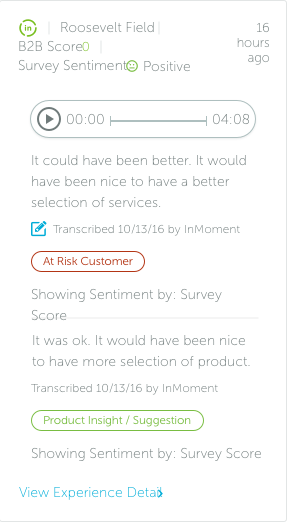 in | Roosevelt Field | 16
B2B Score0 | hours
Survey Sentiment Positive ago
00:00 04:08
It could have been better. It would
have been nice to have a better
selection of services.
Transcribed 10/13/16 by InMoment
At Risk Customer
Showing Sentiment by: Survey
Score
It was ok. It would have been nice
to have more selection of product.
Transcribed 10/13/16 by InMoment
Product Insight / Suggestion
Showing Sentiment by: Survey Score
View Experience Detail